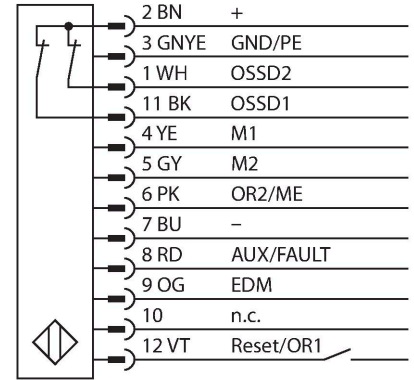 2 BN +
3 GNYE GND/PE
1 WH OSSD2
11 BK OSSD1
4 YE M1
5 GY M2
6 PK OR2/ME
7 BU –
8 RD AUX/FAULT
9 OG EDM
10 n.c.
12 VT Reset/OR1